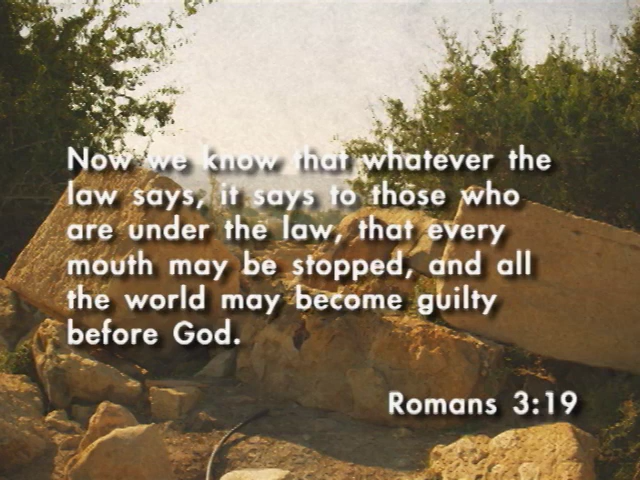 Now we know that whatever the
law says, it says to those who
are under the law, that every
mouth may be stopped, and all
the world may become guilty
before God.
Romans 3:19